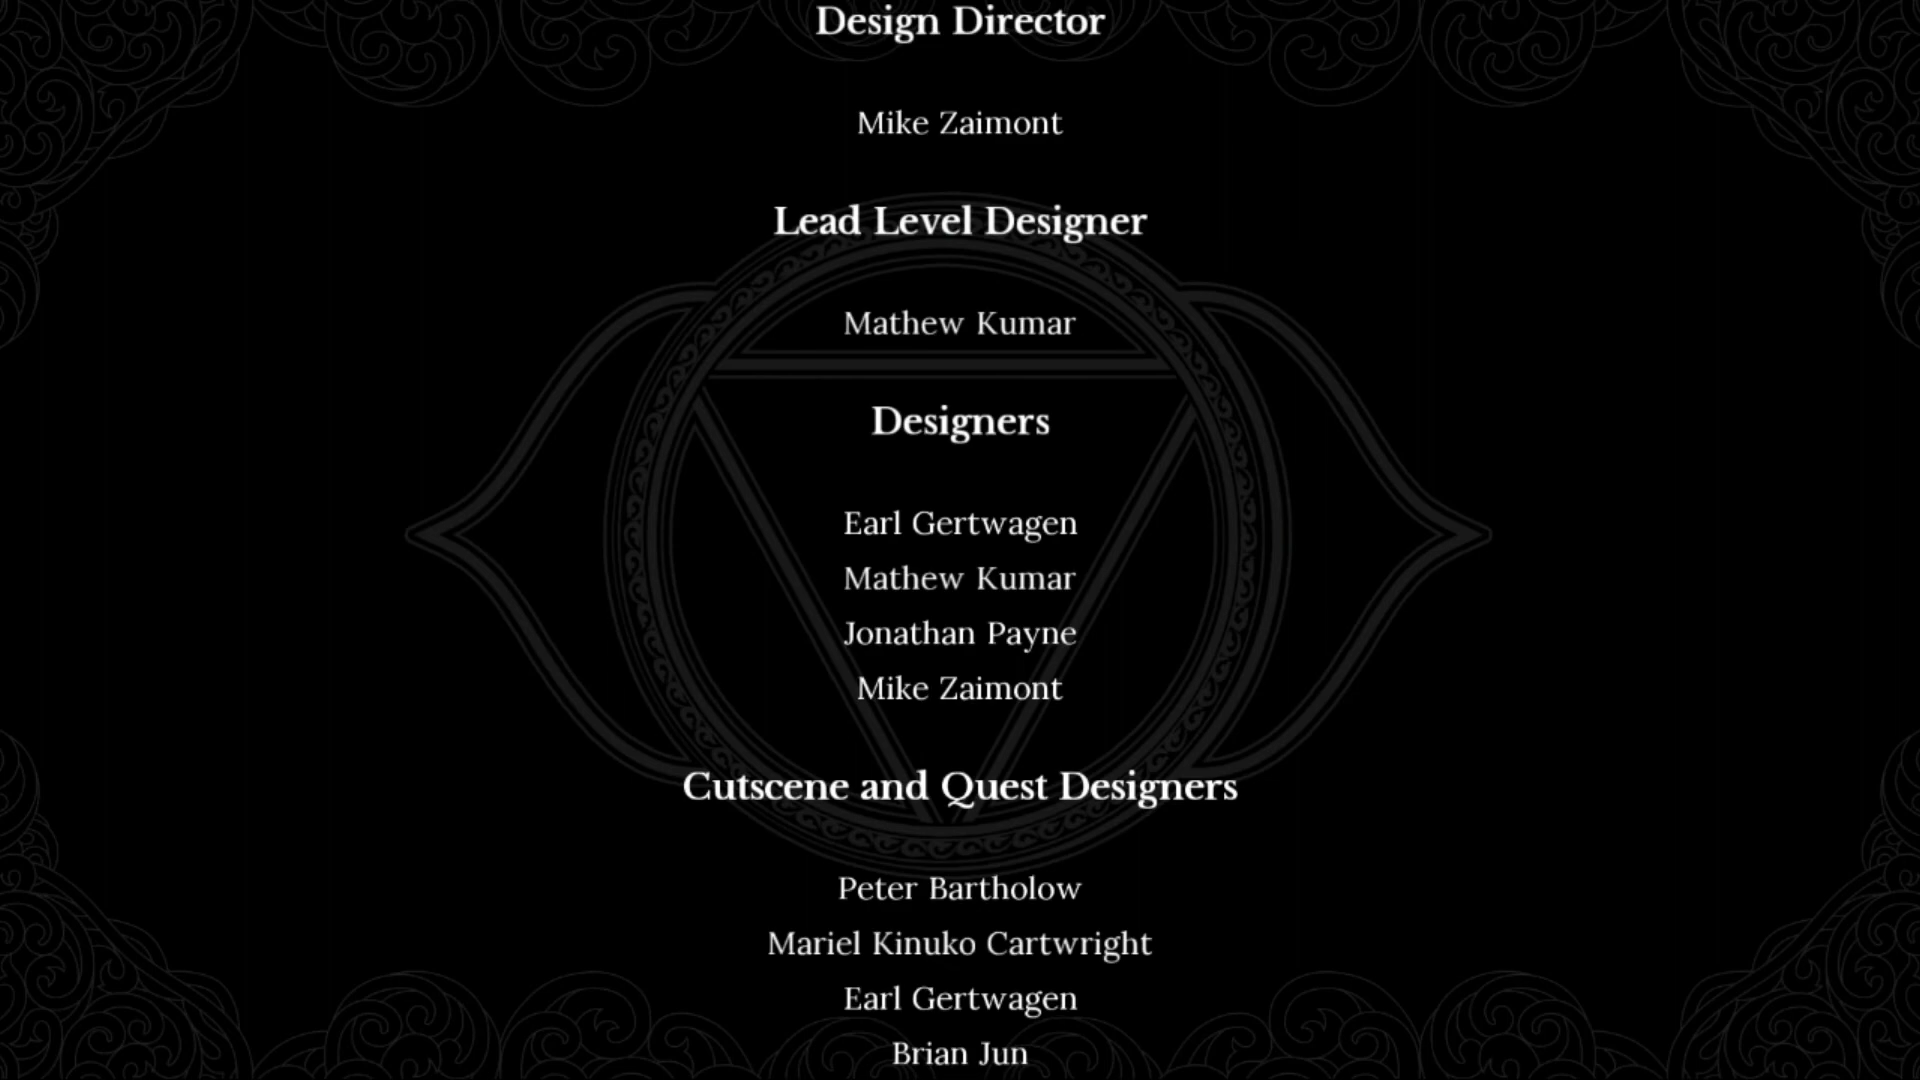 Design Director
Mike Zaimont
Lead Level Designer
Mathew Kumar
Designers
Earl Gertwagen
Mathew Kumar
Jonathan Payne
Mike Zaimont
Cutscene and Quest Designers
Peter Bartholow
Mariel Kinuko Cartwright
Earl Gertwagen
Brian Jun